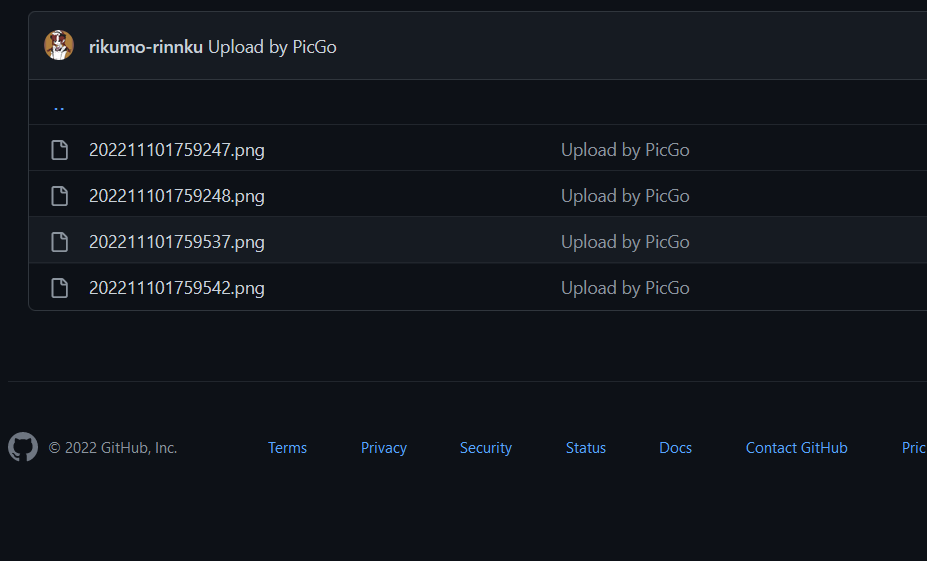 rikumo-rinnku Upload by PicGo
..
202211101759247.png Upload by PicGo
202211101759248.png Upload by PicGo
202211101759537.png Upload by PicGo
202211101759542.png Upload by PicGo
© 2022 GitHub, Inc. Terms Privacy Security Status Docs Contact GitHub Pric